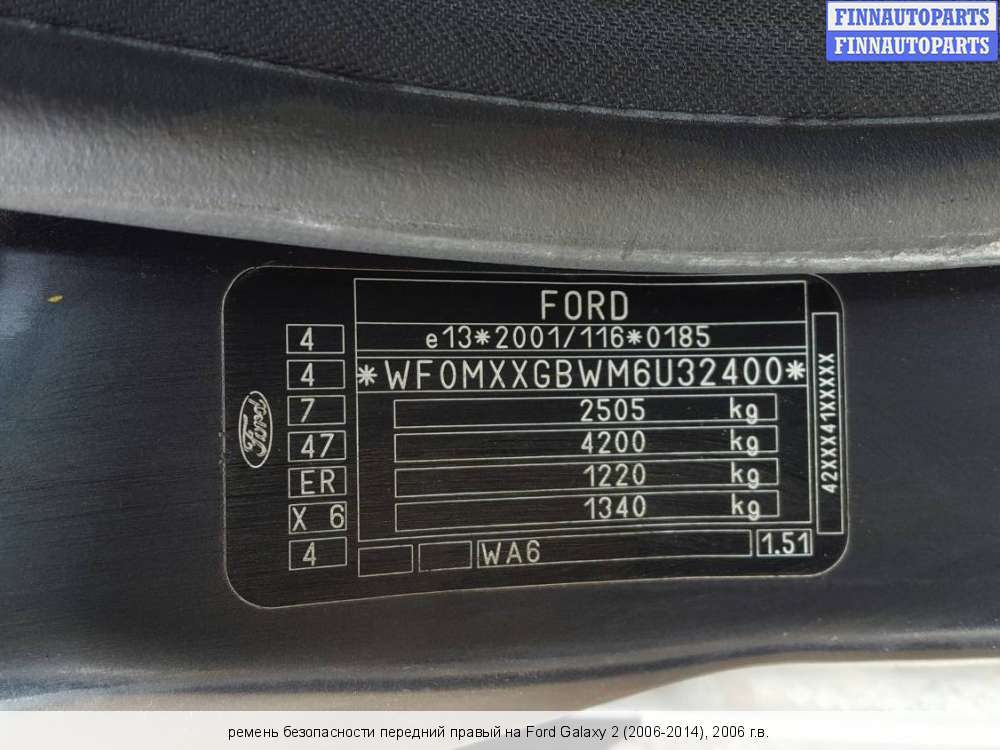 FINNAUTOPARTS
FINNAUTOPARTS
FORD
e13*2001/116*0185
*WF0MXXGBWM6U32400*
2505 kg
4200 kg
1220 kg
1340 kg
WA6
1.51
4
4
7
47
ER
X 6
4
Ford
42XXX41XXXXX
ремень безопасности передний правый на Ford Galaxy 2 (2006-2014), 2006 г.в.